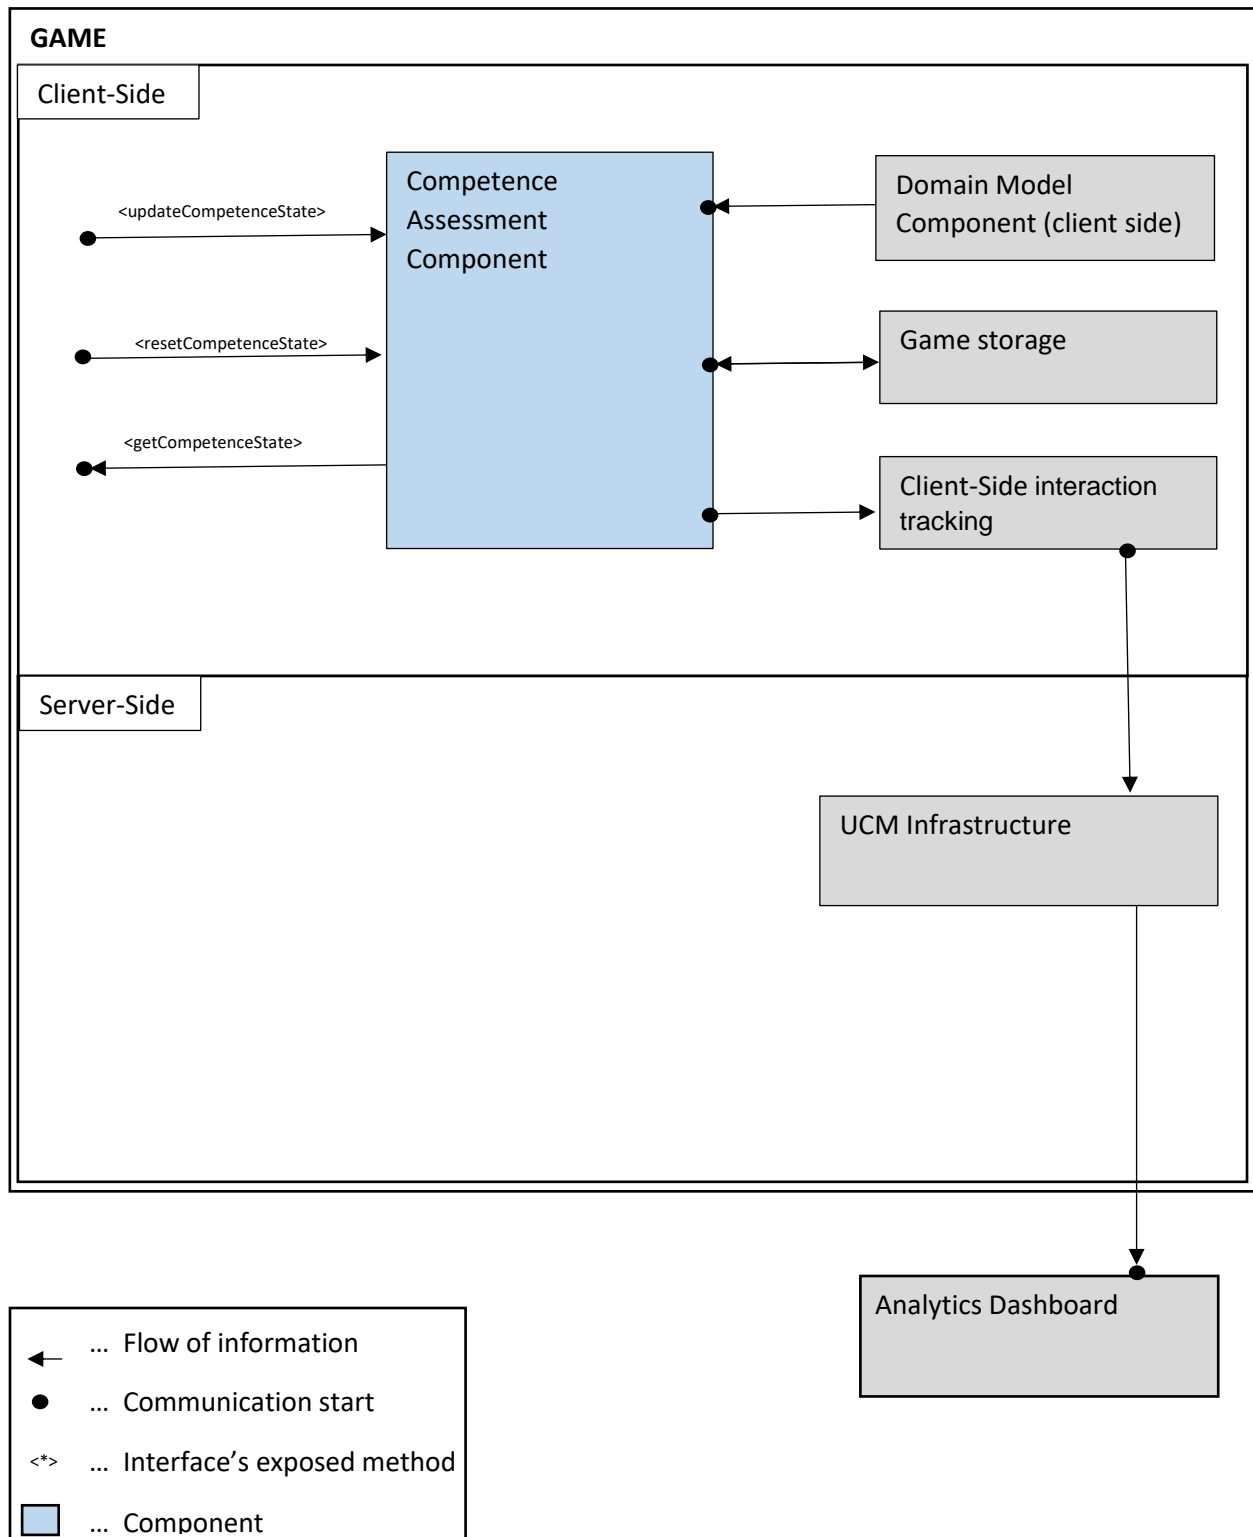 GAME
Client-Side
<updateCompetenceState>
<resetCompetenceState>
<getCompetenceState>
Competence
Assessment
Component
Domain Model
Component (client side)
Game storage
Client-Side interaction
tracking
Server-Side
UCM Infrastructure
Analytics Dashboard
... Flow of information
... Communication start
<*> ... Interface’s exposed method
... Component